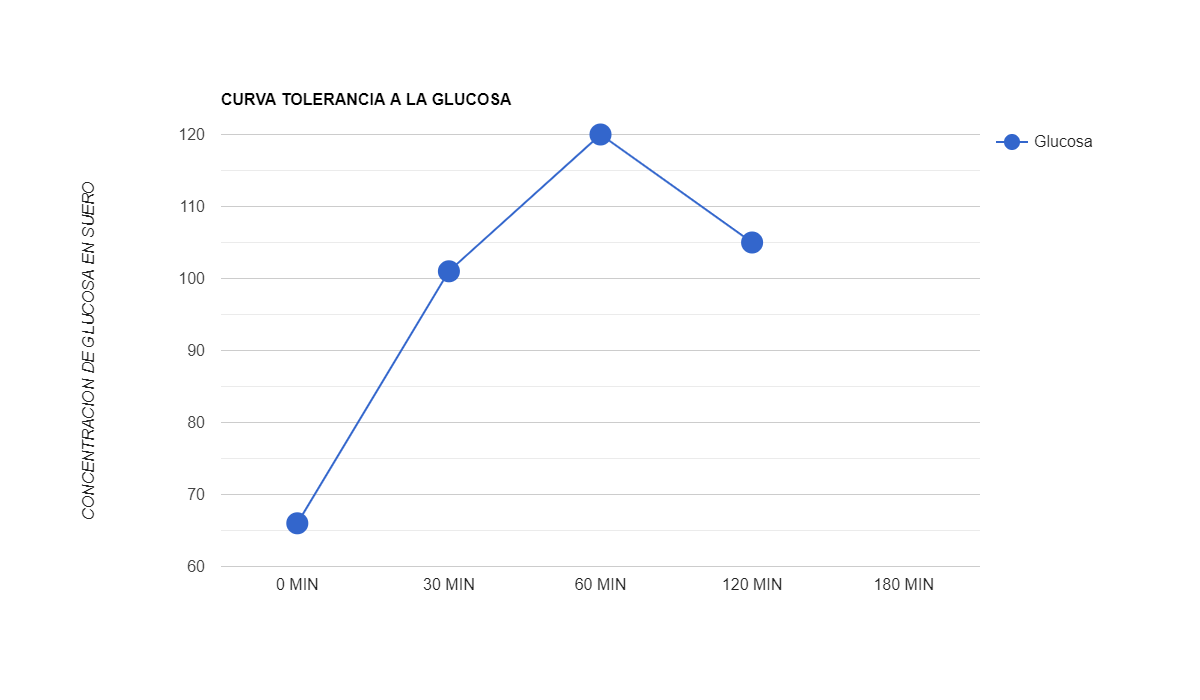 CURVA TOLERANCIA A LA GLUCOSA
CONCENTRACION DE GLUCOSA EN SUERO
120
110
100
90
80
70
60
0 MIN
30 MIN
60 MIN
120 MIN
180 MIN
Glucosa